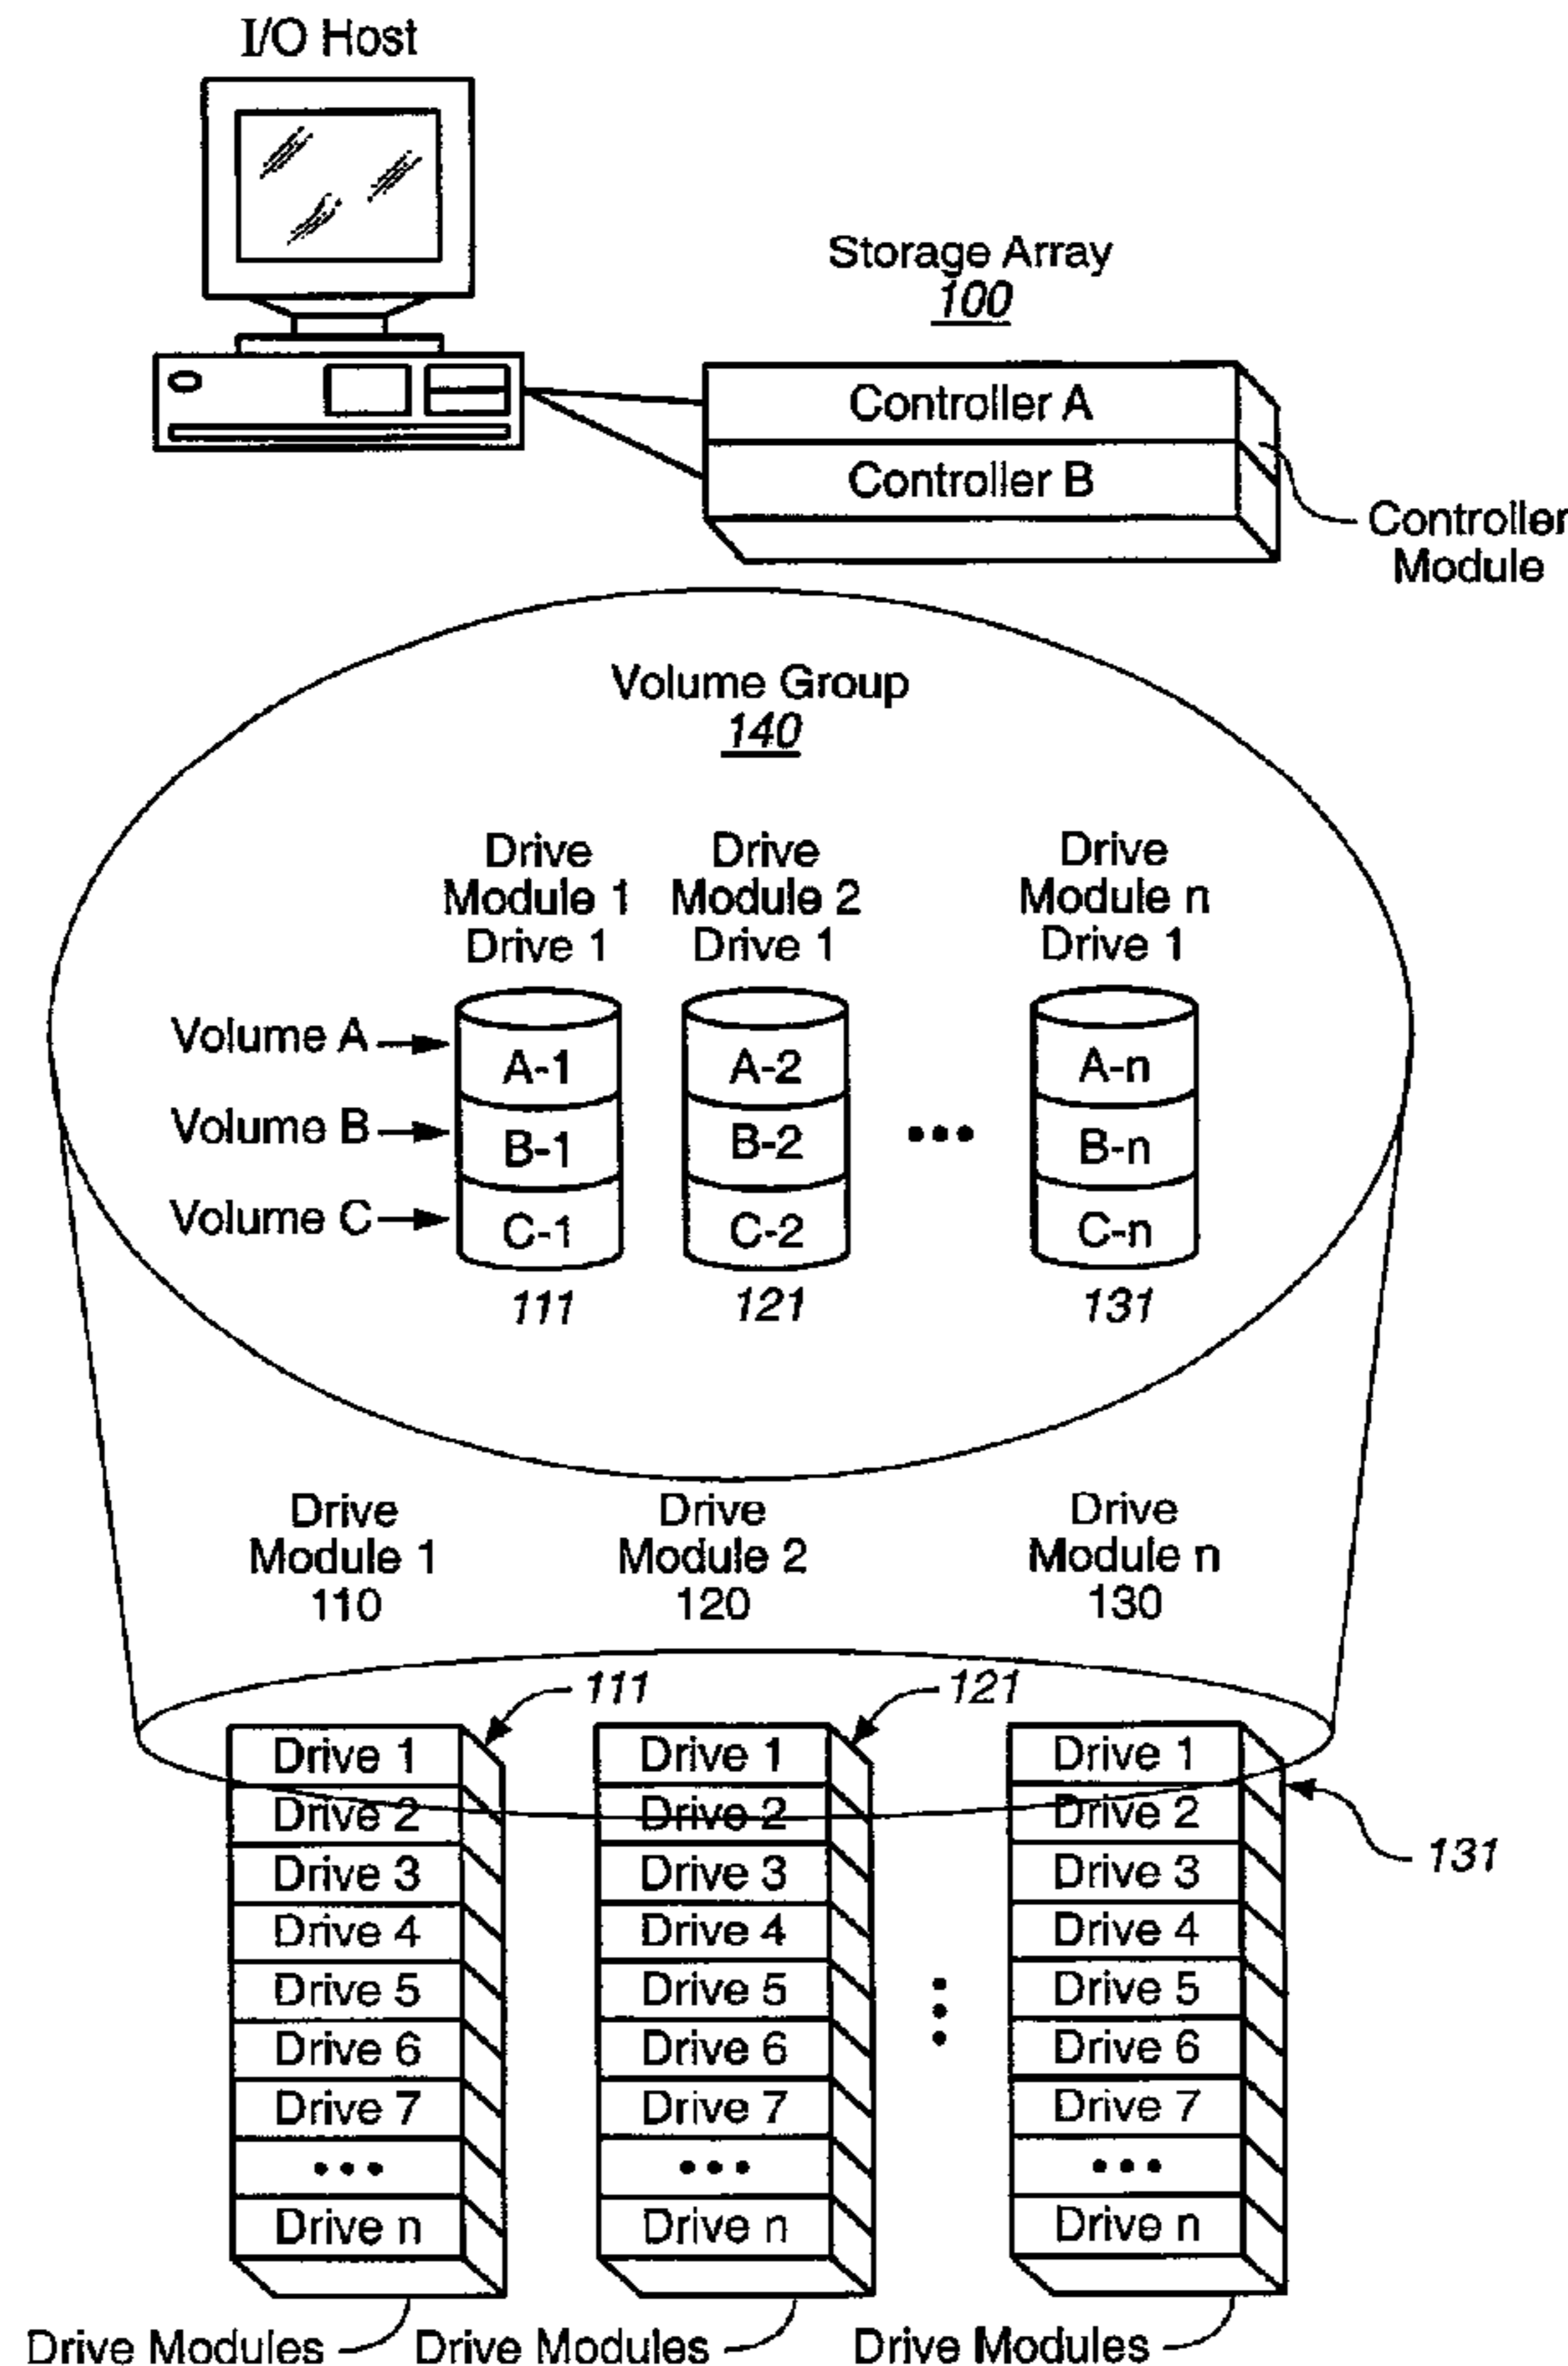 I/O Host
Storage Array
100
Controller A
Controller B
Controller
Module
Volume Group
140
Drive Drive Drive
Module 1 Module 2 Module n
Drive 1 Drive 1 Drive 1
Volume A A-1 A-2 A-n
Volume B B-1 B-2 ••• B-n
Volume C C-1 C-2 C-n
111 121 131
Drive Drive Drive
Module 1 Module 2 Module n
110 120 130
111 121
Drive 1 Drive 1 Drive 1
Drive 2 Drive 2 Drive 2
131
Drive 3 Drive 3 Drive 3
Drive 4 Drive 4 Drive 4
Drive 5 Drive 5 Drive 5
Drive 6 Drive 6 Drive 6
Drive 7 Drive 7 Drive 7
••• ••• •••
Drive n Drive n Drive n
Drive Modules Drive Modules Drive Modules